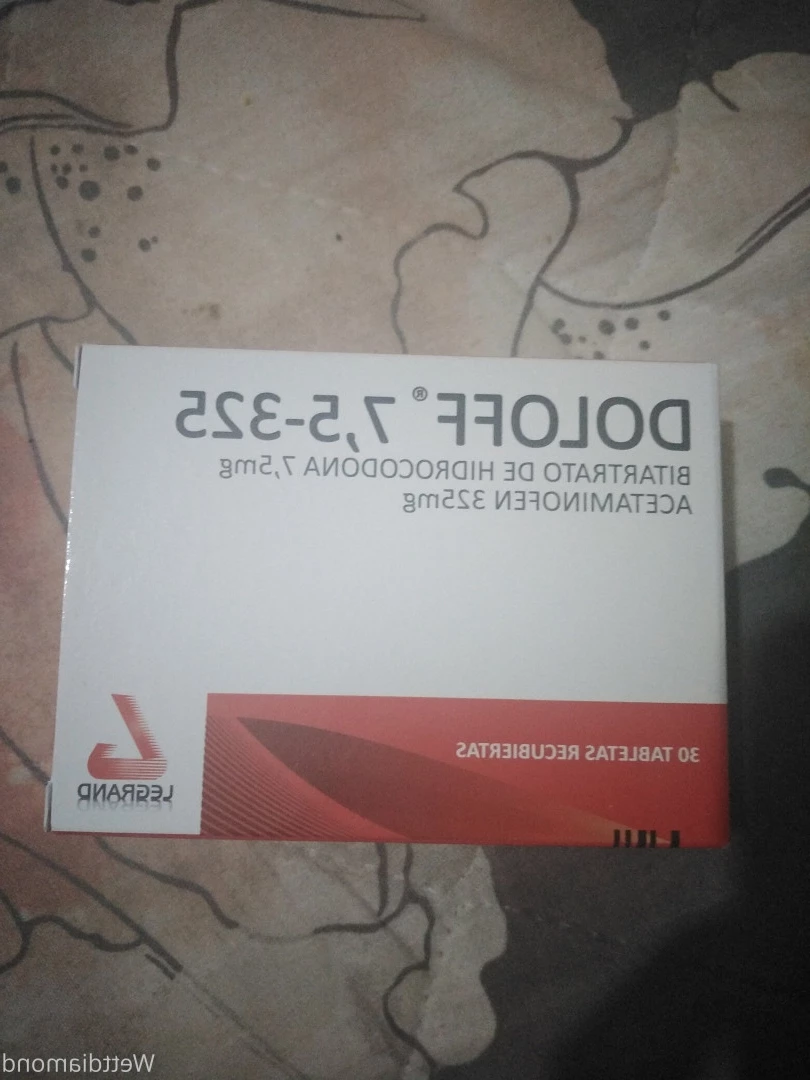 DOLOFF® 7,5-325
BITARTRATO DE HIDROCODONA 7,5mg
ACETAMINOFEN 325mg
30 TABLETAS RECUBIERTAS
LEGRAND
Wettdiamond